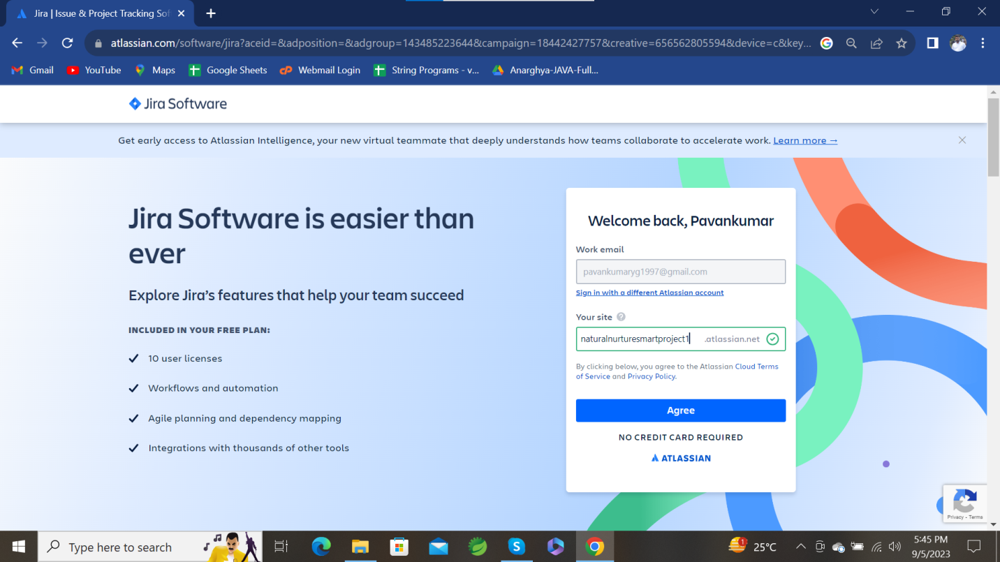 Jira | Issue & Project Tracking Sof
atlassian.com/software/jira?aceid=&adposition=&adgroup=143485223644&campaign=18442427757&creative=656562805594&device=c&key...
Gmail
YouTube
Maps
Google Sheets
Webmail Login
String Programs - v...
Anarghya-JAVA-Full...
Jira Software
Get early access to Atlassian Intelligence, your new virtual teammate that deeply understands how teams collaborate to accelerate work. Learn more →
Jira Software is easier than
ever
Explore Jira's features that help your team succeed
INCLUDED IN YOUR FREE PLAN:
10 user licenses
Workflows and automation
Agile planning and dependency mapping
Integrations with thousands of other tools
Welcome back, Pavankumar
Work email
pavankumaryg1997@gmail.com
Sign in with a different Atlassian account
Your site
naturalnurturesmartproject1 .atlassian.net
By clicking below, you agree to the Atlassian Cloud Terms
of Service and Privacy Policy.
Agree
NO CREDIT CARD REQUIRED
ATLASSIAN
Privacy - Terms
Type here to search
1
25°C
5:45 PM
9/5/2023